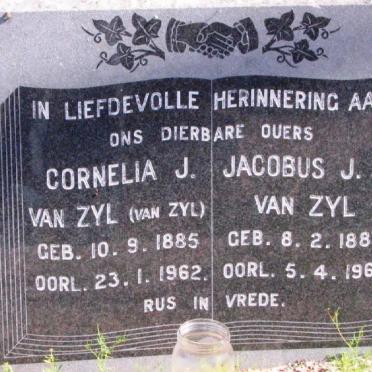 IN LIEFDEVOLLE HERINNERING AA
ONS DIERBARE OUERS
CORNELIA J. JACOBUS J.
VAN ZYL (VAN ZYL) VAN ZYL
GEB. 10. 9. 1885 GEB. 8. 2. 188
OORL. 23. 1. 1962. OORL. 5. 4. 196
RUS IN VREDE.